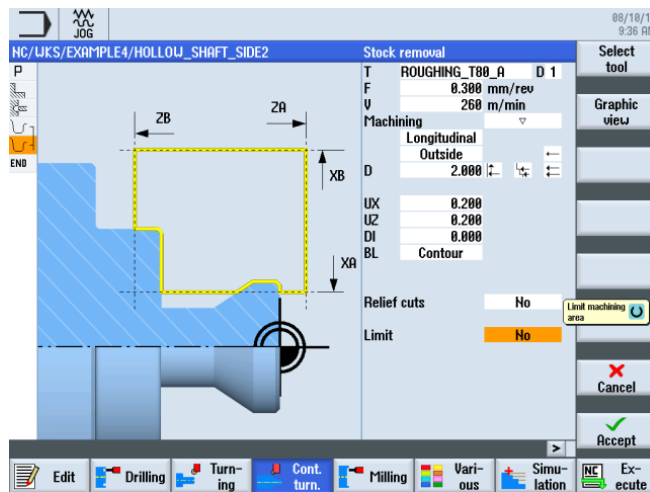 JOG
08/10/1
9:36 AM
NC/WKS/EXAMPLE4/HOLLOW_SHAFT_SIDE2
Stock removal
Select
tool
P
END
ZB
ZA
XB
XA
T ROUGHING_T80_A D 1
F 0.300 mm/rev
V 260 m/min
Machining ▽
Longitudinal
Outside
D 2.000
UX 0.200
UZ 0.200
DI 0.000
BL Contour
Relief cuts No
Limit No
Graphic
view
Limit machining
area
Cancel
Accept
>
Edit
Drilling
Turn-
ing
Cont.
turn.
Milling
Vari-
ous
Simu-
lation
NC
Ex-
ecute